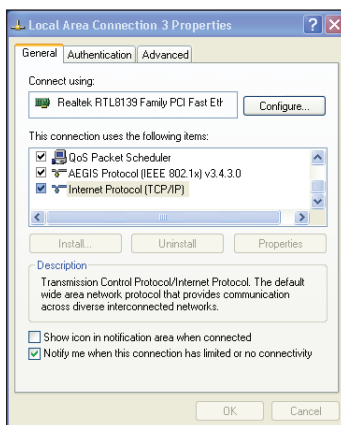 Local Area Connection 3 Properties
General Authentication Advanced
Connect using:
Realtek RTL8139 Family PCI Fast Eth
Configure...
This connection uses the following items:
QoS Packet Scheduler
AEGIS Protocol (IEEE 802.1x) v3.4.3.0
Internet Protocol (TCP/IP)
Install... Uninstall Properties
Description
Transmission Control Protocol/Internet Protocol. The default
wide area network protocol that provides communication
across diverse interconnected networks.
Show icon in notification area when connected
Notify me when this connection has limited or no connectivity
OK Cancel